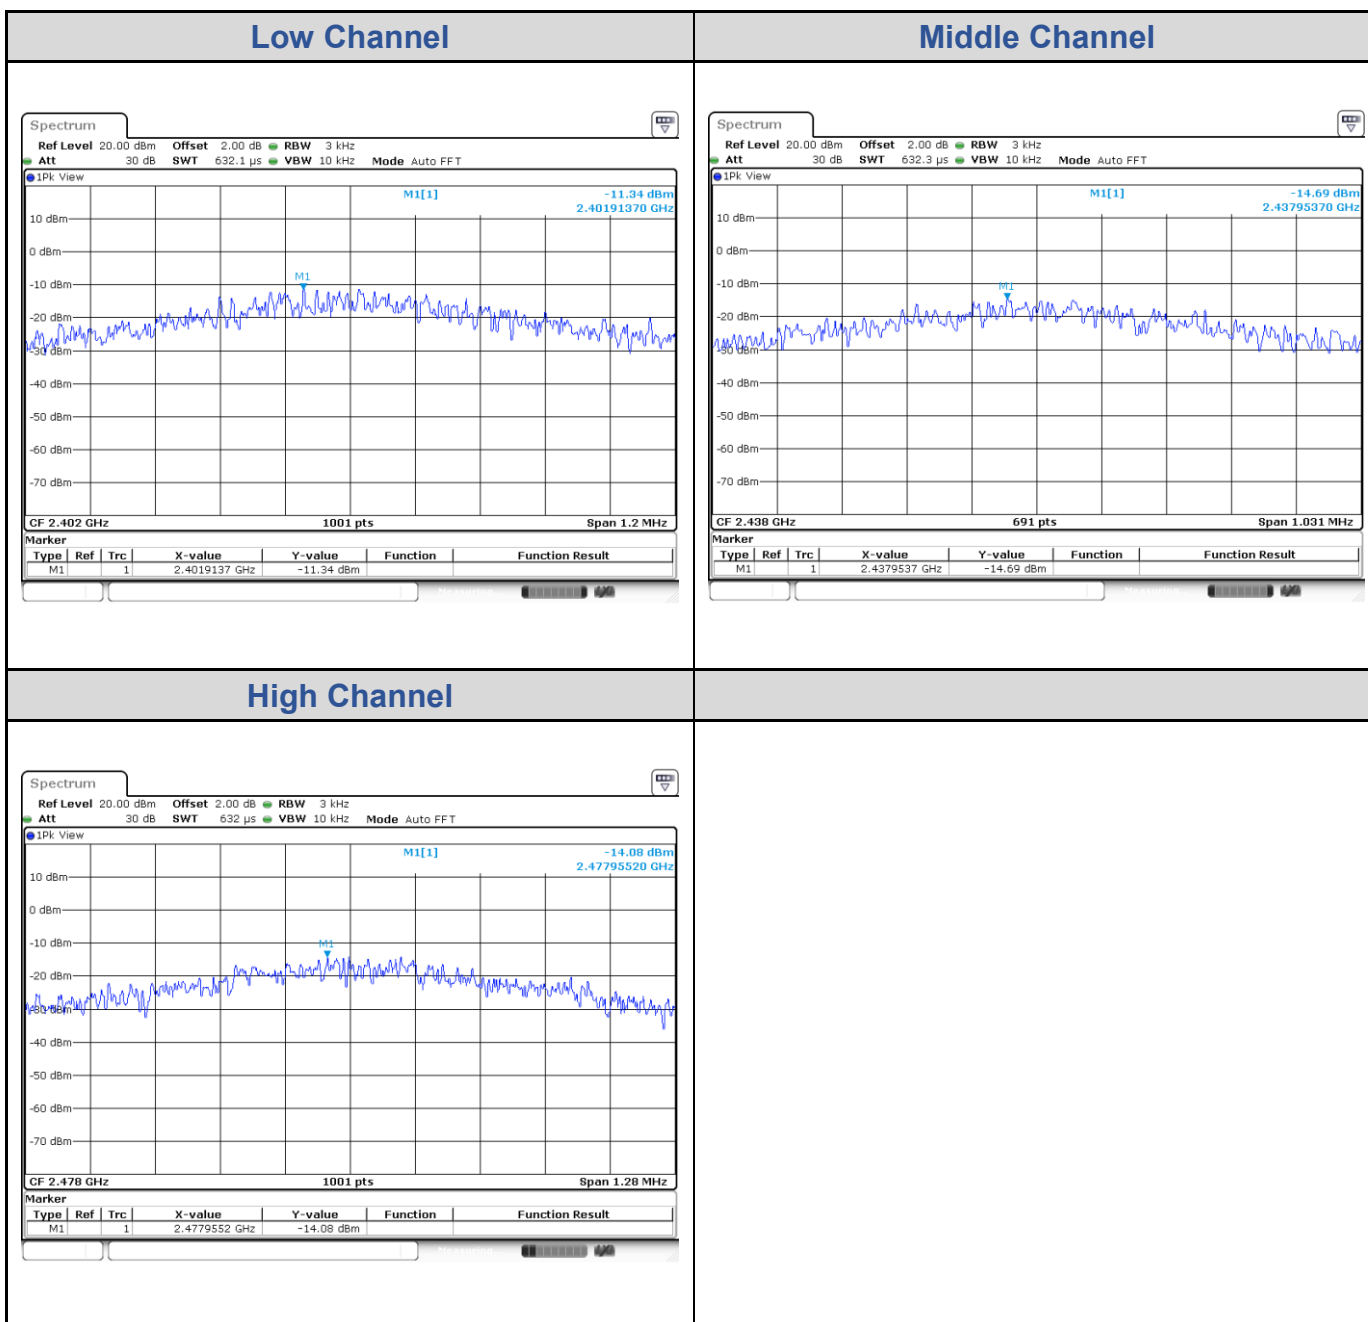 Low Channel
Middle Channel
Spectrum
Ref Level 20.00 dBm Offset 2.00 dB RBW 3 kHz
Att 30 dB SWT 632.1 µs VBW 10 kHz Mode Auto FFT
1Pk View
M1[1] -11.34 dBm
2.40191370 GHz
10 dBm
0 dBm
M1
-10 dBm
-20 dBm
-30 dBm
-40 dBm
-50 dBm
-60 dBm
-70 dBm
CF 2.402 GHz 1001 pts Span 1.2 MHz
Marker
Type Ref Trc X-value Y-value Function Function Result
M1 1 2.4019137 GHz -11.34 dBm
Spectrum
Ref Level 20.00 dBm Offset 2.00 dB RBW 3 kHz
Att 30 dB SWT 632.3 µs VBW 10 kHz Mode Auto FFT
1Pk View
M1[1] -14.69 dBm
2.43795370 GHz
10 dBm
0 dBm
-10 dBm
M1
-20 dBm
-30 dBm
-40 dBm
-50 dBm
-60 dBm
-70 dBm
CF 2.438 GHz 691 pts Span 1.031 MHz
Marker
Type Ref Trc X-value Y-value Function Function Result
M1 1 2.4379537 GHz -14.69 dBm
High Channel
Spectrum
Ref Level 20.00 dBm Offset 2.00 dB RBW 3 kHz
Att 30 dB SWT 632 µs VBW 10 kHz Mode Auto FFT
1Pk View
M1[1] -14.08 dBm
2.47795520 GHz
10 dBm
0 dBm
-10 dBm
M1
-20 dBm
-30 dBm
-40 dBm
-50 dBm
-60 dBm
-70 dBm
CF 2.478 GHz 1001 pts Span 1.28 MHz
Marker
Type Ref Trc X-value Y-value Function Function Result
M1 1 2.4779552 GHz -14.08 dBm